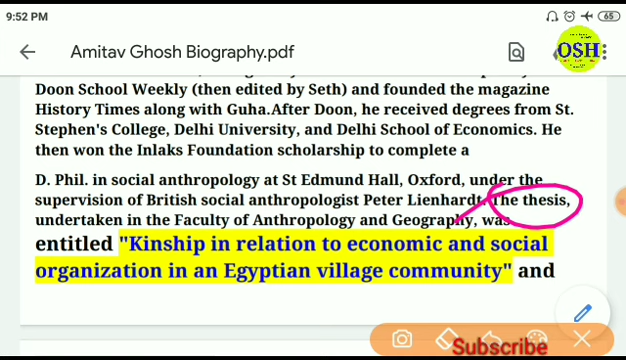 9:52 PM
65
Amitav Ghosh Biography.pdf
OSH
Doon School Weekly (then edited by Seth) and founded the magazine
History Times along with Guha.After Doon, he received degrees from St.
Stephen's College, Delhi University, and Delhi School of Economics. He
then won the Inlaks Foundation scholarship to complete a
D. Phil. in social anthropology at St Edmund Hall, Oxford, under the
supervision of British social anthropologist Peter Lienhardt. The thesis,
undertaken in the Faculty of Anthropology and Geography, was
entitled "Kinship in relation to economic and social
organization in an Egyptian village community" and
Subscribe